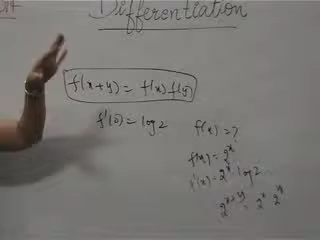 Differentiation
f(x+y) = f(x) f(y)
f'(0) = log 2
f(x) = ?
f(x) = 2^x
f'(x) = 2^x log 2
2^{x+y} = 2^x 2^y